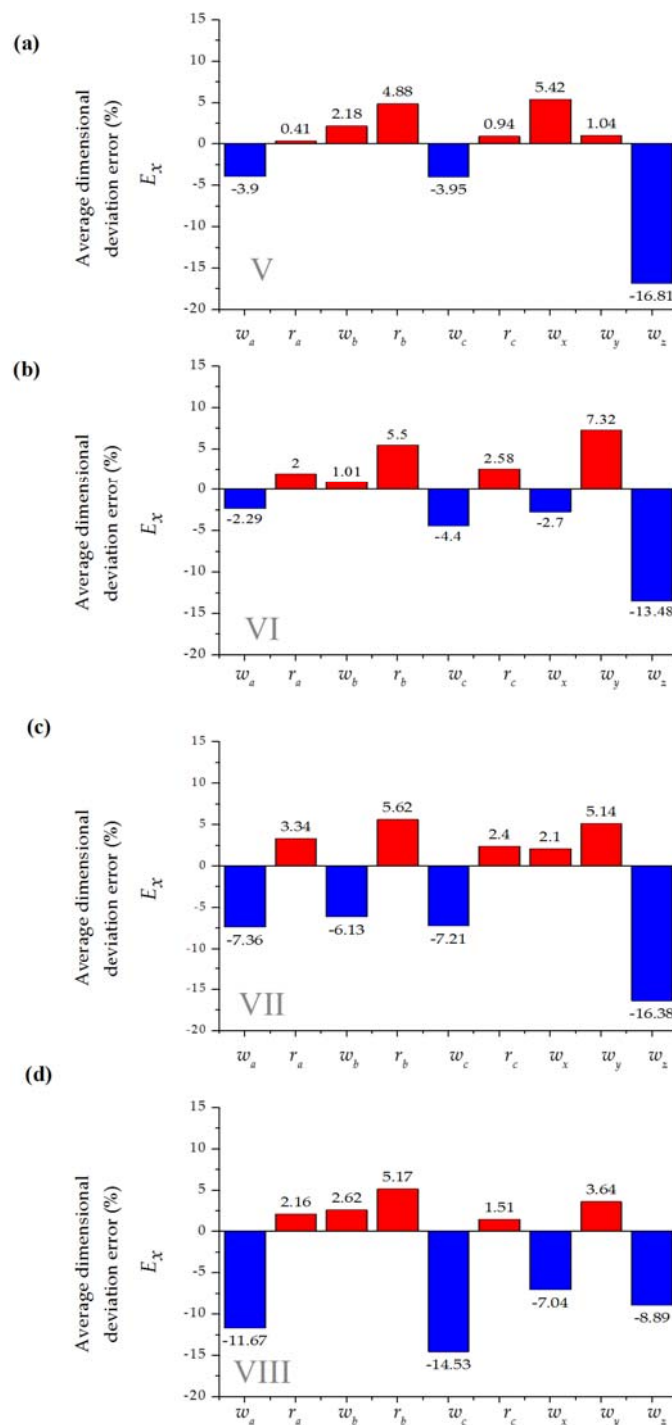 (a)
Average dimensional
deviation error (%)
Eₓ
15
10
5
0
-5
-10
-15
-20
-3.9
0.41
2.18
4.88
-3.95
0.94
5.42
1.04
-16.81
V
w_a r_a w_b r_b w_c r_c w_x w_y w_z
(b)
Average dimensional
deviation error (%)
Eₓ
15
10
5
0
-5
-10
-15
-20
-2.29
2
1.01
5.5
-4.4
2.58
-2.7
7.32
-13.48
VI
w_a r_a w_b r_b w_c r_c w_x w_y w_z
(c)
Average dimensional
deviation error (%)
Eₓ
15
10
5
0
-5
-10
-15
-20
-7.36
3.34
-6.13
5.62
-7.21
2.4
2.1
5.14
-16.38
VII
w_a r_a w_b r_b w_c r_c w_x w_y w_z
(d)
Average dimensional
deviation error (%)
Eₓ
15
10
5
0
-5
-10
-15
-20
-11.67
2.16
2.62
5.17
-14.53
1.51
-7.04
3.64
-8.89
VIII
w_a r_a w_b r_b w_c r_c w_x w_y w_z